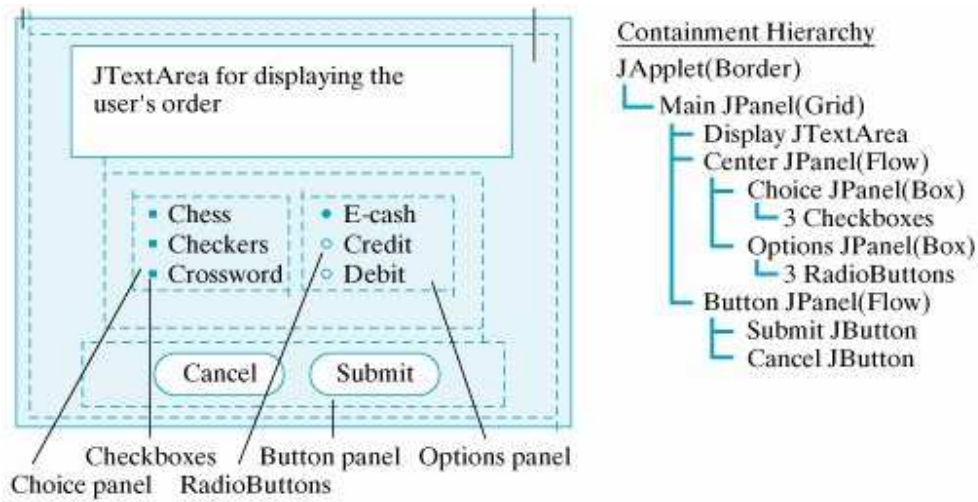 JTextArea for displaying the
user's order
Chess
Checkers
Crossword
E-cash
Credit
Debit
Cancel
Submit
Checkboxes
Button panel
Options panel
Choice panel
RadioButtons
Containment Hierarchy
JApplet(Border)
Main JPanel(Grid)
Display JTextArea
Center JPanel(Flow)
Choice JPanel(Box)
3 Checkboxes
Options JPanel(Box)
3 RadioButtons
Button JPanel(Flow)
Submit JButton
Cancel JButton